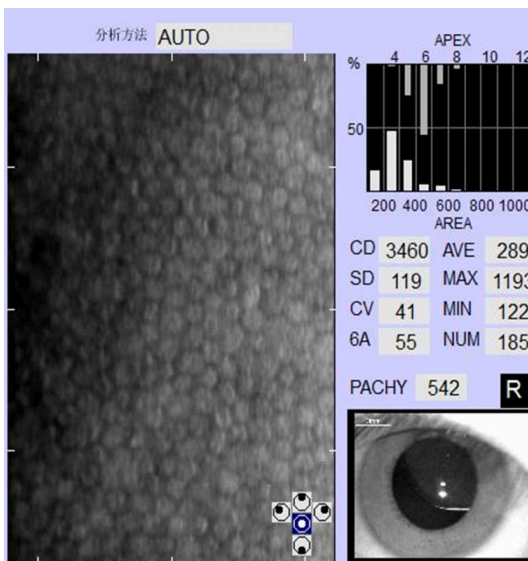 分析方法 AUTO
APEX
% 4 6 8 10 12
50
200 400 600 800 1000
AREA
CD 3460 AVE 289
SD 119 MAX 1193
CV 41 MIN 122
6A 55 NUM 185
PACHY 542 R